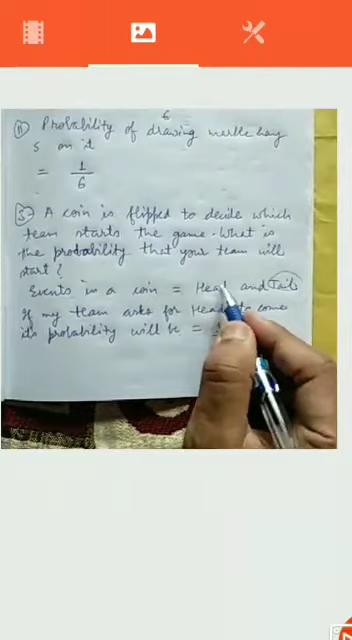 6
(ii) Probability of drawing marble having
5 on it
= 1
6
5- A coin is flipped to decide which
team starts the game. What is
the probability that your team will
start?
Events in a coin = Head and Tail
If my team asks for Head to come
it's probability will be =